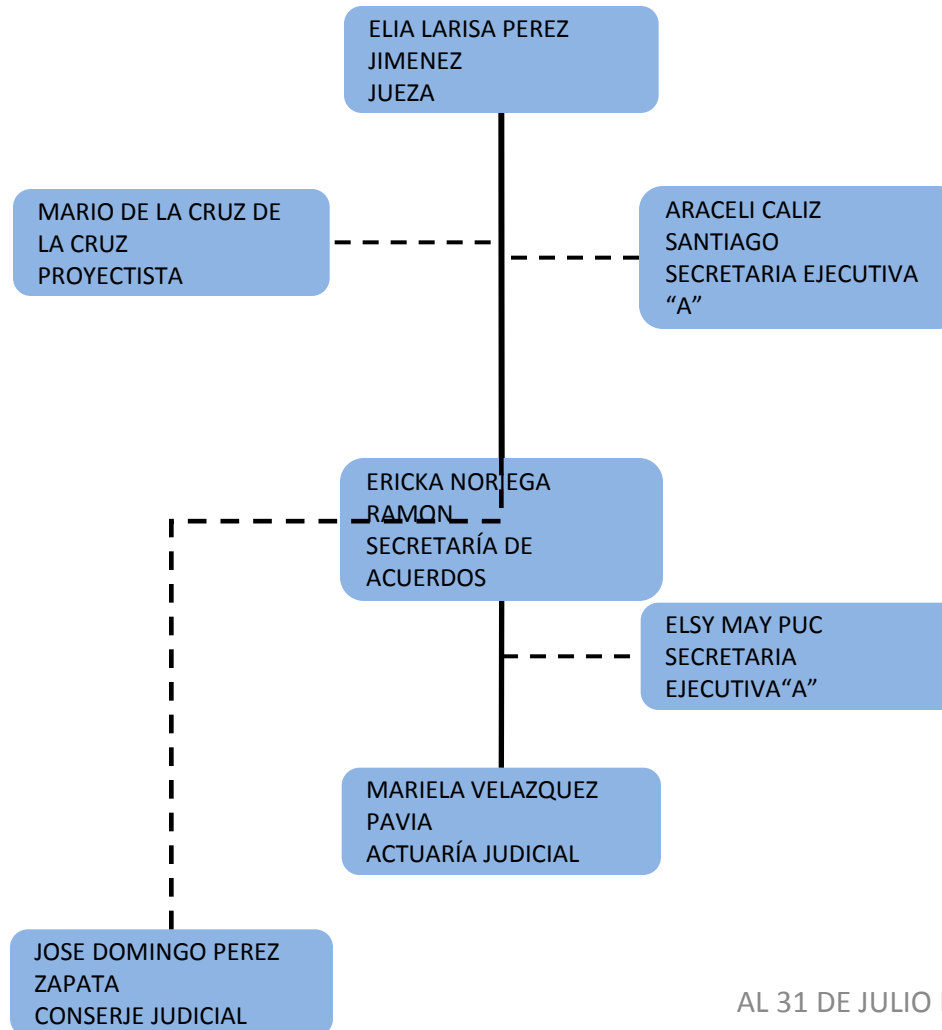 ELIA LARISA PEREZ
JIMENEZ
JUEZA
MARIO DE LA CRUZ DE
LA CRUZ
PROYECTISTA
ARACELI CALIZ
SANTIAGO
SECRETARIA EJECUTIVA
“A”
ERICKA NORIEGA
RAMON
SECRETARÍA DE
ACUERDOS
ELSY MAY PUC
SECRETARIA
EJECUTIVA“A”
MARIELA VELAZQUEZ
PAVIA
ACTUARÍA JUDICIAL
JOSE DOMINGO PEREZ
ZAPATA
CONSERJE JUDICIAL
AL 31 DE JULIO